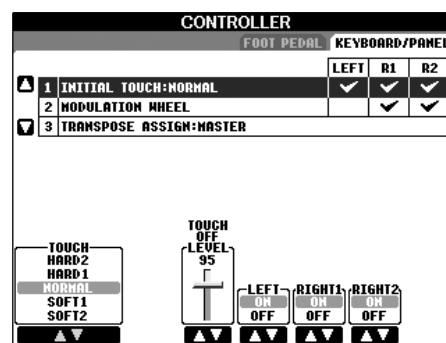 CONTROLLER
FOOT PEDAL KEYBOARD/PANEL
LEFT R1 R2
1 INITIAL TOUCH:NORMAL
2 MODULATION WHEEL
3 TRANSPOSE ASSIGN:MASTER
TOUCH OFF LEVEL
95
TOUCH
HARD2
HARD1
NORMAL
SOFT1
SOFT2
LEFT RIGHT1 RIGHT2
ON ON ON
OFF OFF OFF